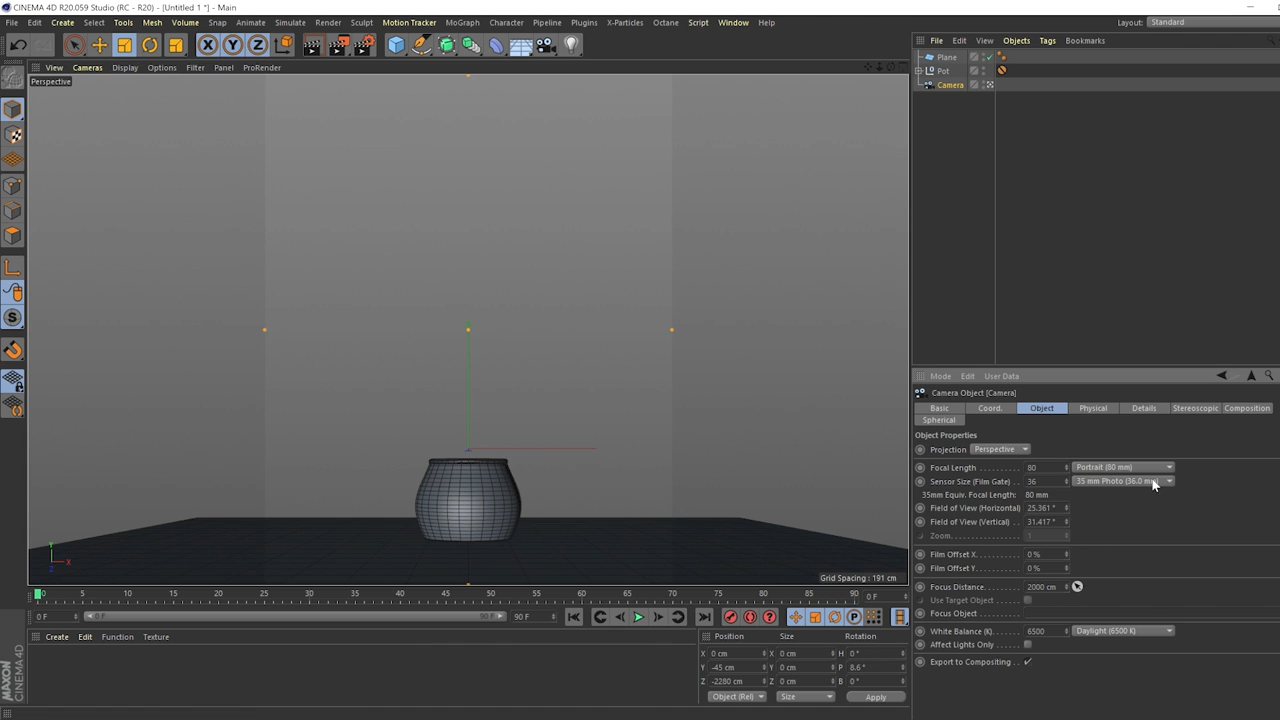 CINEMA 4D R20.059 Studio (RC - R20) - [Untitled 1 *] - Main
File Edit Create Select Tools Mesh Volume Snap Animate Simulate Render Sculpt Motion Tracker MoGraph Character Pipeline Plugins X-Particles Octane Script Window Help Layout: Standard
File Edit View Objects Tags Bookmarks
View Cameras Display Options Filter Panel ProRender
Perspective
Plane
Pot
Camera
Mode Edit User Data
Camera Object [Camera]
Basic Coord. Object Physical Details Stereoscopic Composition
Spherical
Object Properties
Projection Perspective
Focal Length 80 Portrait (80 mm)
Sensor Size (Film Gate) 36 35 mm Photo (36.0 mm)
35mm Equiv. Focal Length: 80 mm
Field of View (Horizontal) 25.361 °
Field of View (Vertical) 31.417 °
Zoom 1
Film Offset X 0 %
Film Offset Y 0 %
Focus Distance 2000 cm
Use Target Object
Focus Object
White Balance (K) 6500 Daylight (6500 K)
Affect Lights Only
Export to Compositing
Y X Z
Grid Spacing : 191 cm
0 5 10 15 20 25 30 35 40 45 50 55 60 65 70 75 80 85 90 0 F
0 F 0 F 90 F 90 F
Create Edit Function Texture
Position Size Rotation
X 0 cm X 0 cm H 0 °
Y -45 cm Y 0 cm P 8.6 °
Z -2280 cm Z 0 cm B 0 °
Object (Rel) Size Apply
MAXON CINEMA 4D